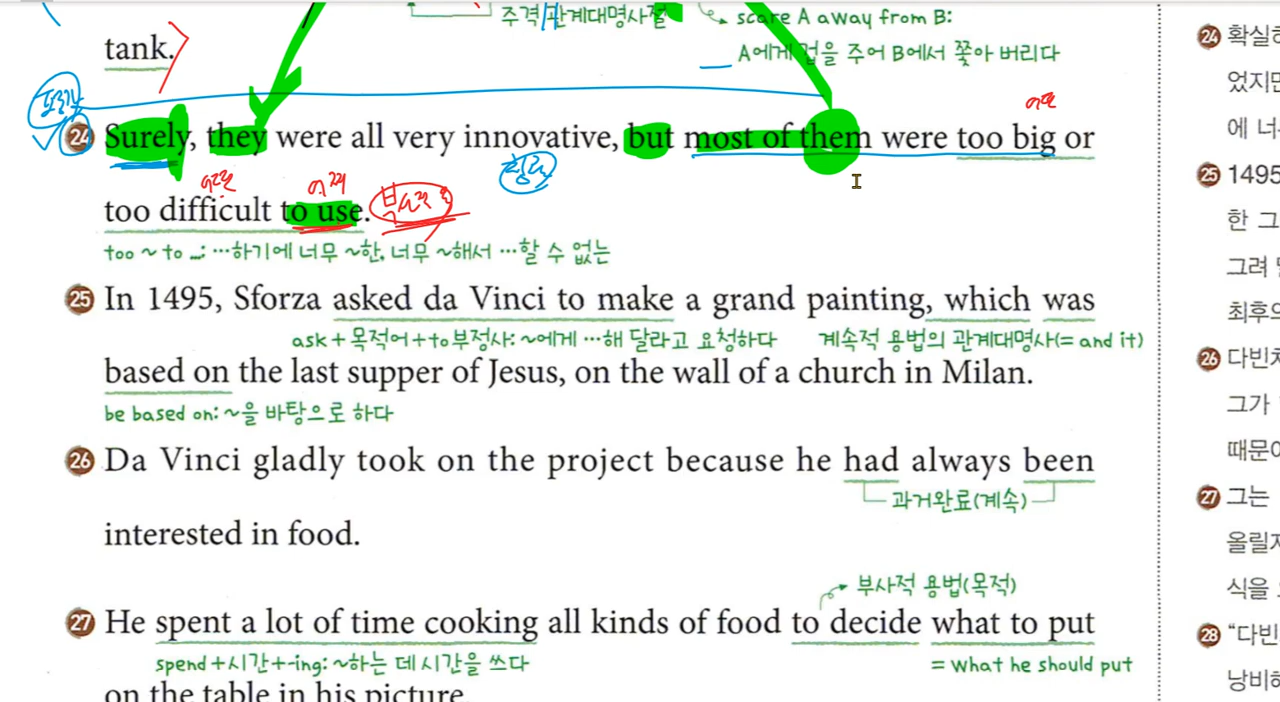 주격 관계대명사절
scare A away from B:
tank.
A에게 겁을 주어 B에서 쫓아 버리다
24 확실히
었지만
24 Surely, they were all very innovative, but most of them were too big or
에 너
too difficult to use.
too ~ to …: …하기에 너무 ~한, 너무 ~해서 …할 수 없는
25 1495
한 그
그려
최후의
25 In 1495, Sforza asked da Vinci to make a grand painting, which was
ask+목적어+to부정사: ~에게 …해 달라고 요청하다
계속적 용법의 관계대명사(= and it)
based on the last supper of Jesus, on the wall of a church in Milan.
be based on: ~을 바탕으로 하다
26 다빈치
그가
때문에
26 Da Vinci gladly took on the project because he had always been
과거완료(계속)
interested in food.
27 그는
올릴지
식을
부사적 용법(목적)
27 He spent a lot of time cooking all kinds of food to decide what to put
spend+시간+-ing: ~하는 데 시간을 쓰다
= what he should put
on the table in his picture.
28 “다빈
낭비하